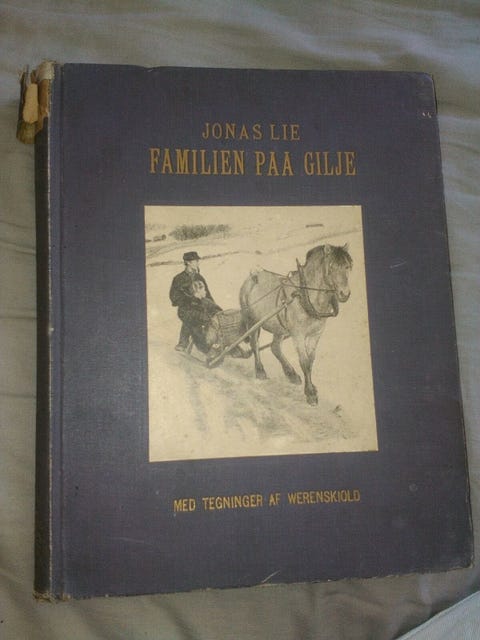 JONAS LIE
FAMILIEN PAA GILJE
MED TEGNINGER AF WERENSKIOLD